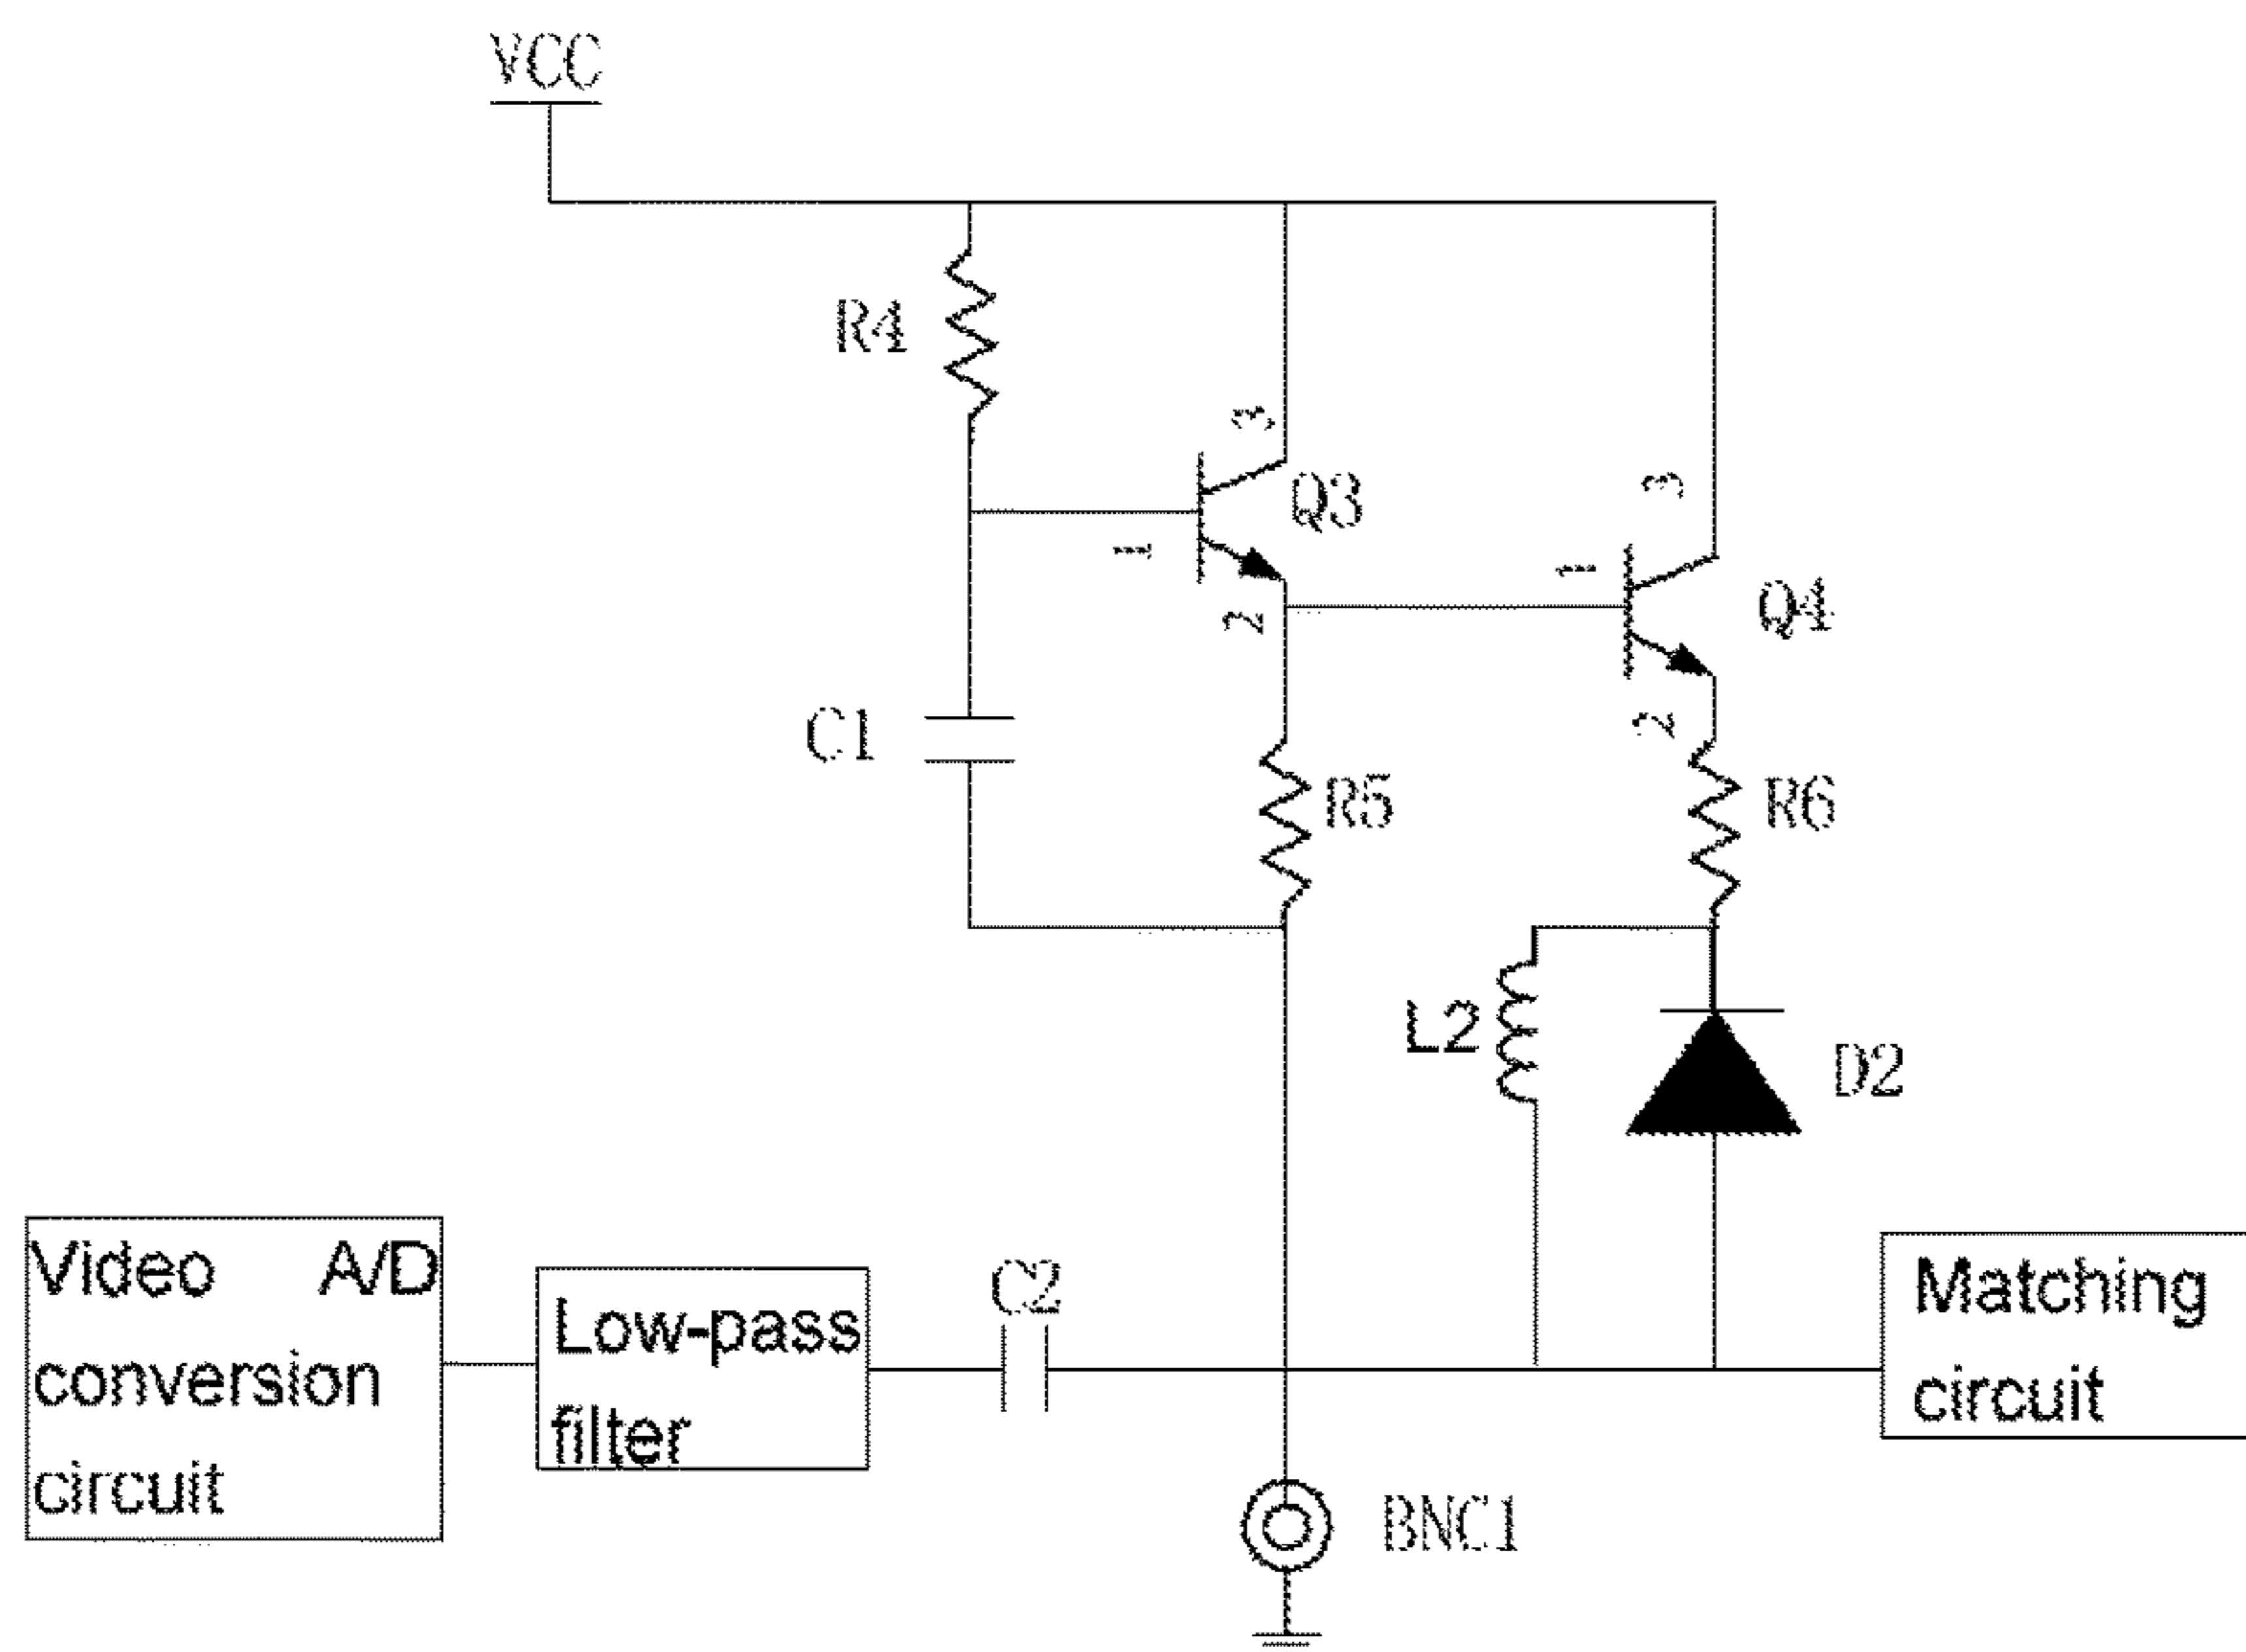 VCC
R4
3
Q3
3
1
1
Q4
2
2
C1
R5
R6
L2
D2
Video A/D
conversion
circuit
Low-pass
filter
C2
Matching
circuit
BNC1